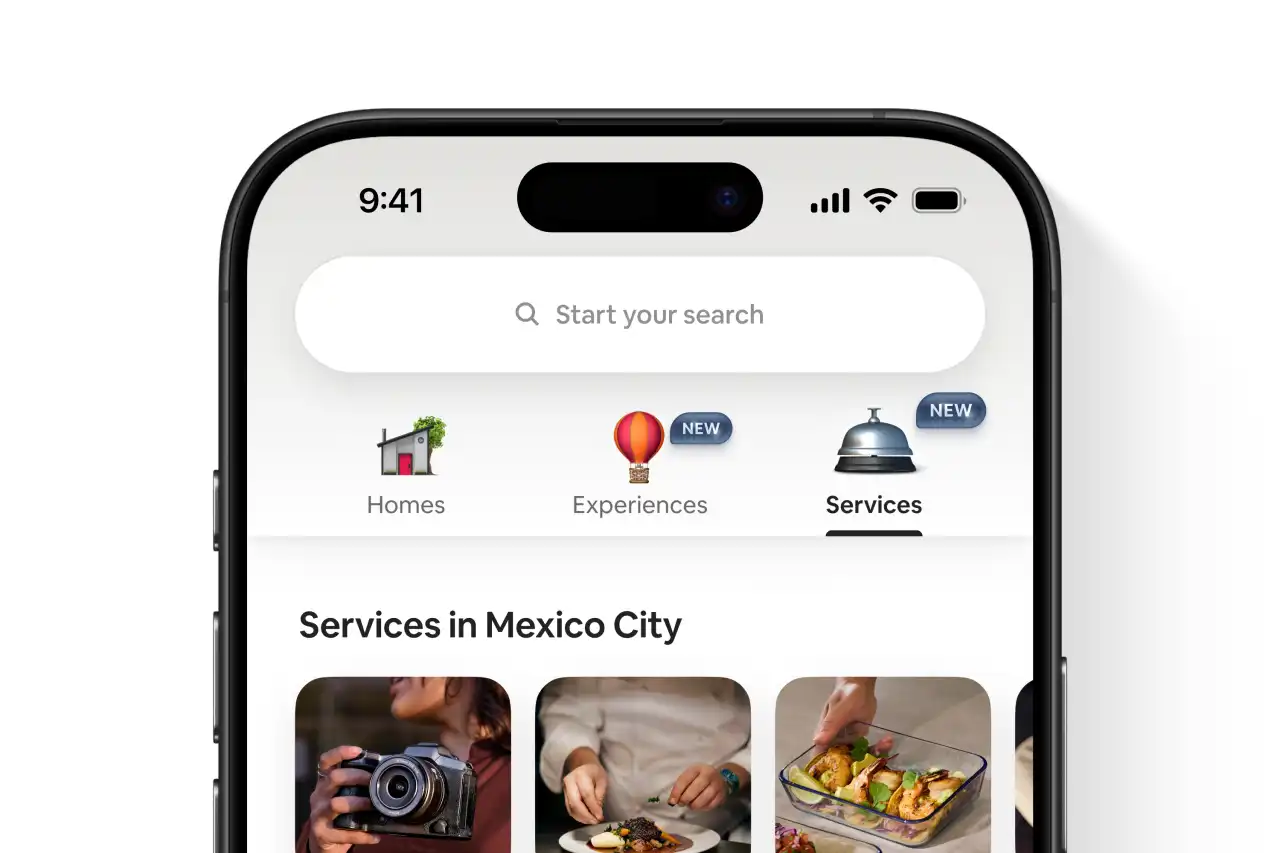 9:41
Start your search
NEW
NEW
Homes
Experiences
Services
Services in Mexico City